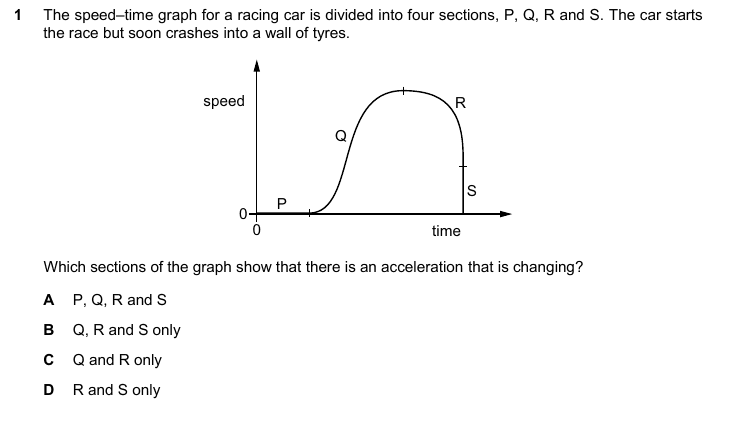 1 The speed–time graph for a racing car is divided into four sections, P, Q, R and S. The car starts
the race but soon crashes into a wall of tyres.
speed
R
Q
S
P
0
0
time
Which sections of the graph show that there is an acceleration that is changing?
A P, Q, R and S
B Q, R and S only
C Q and R only
D R and S only